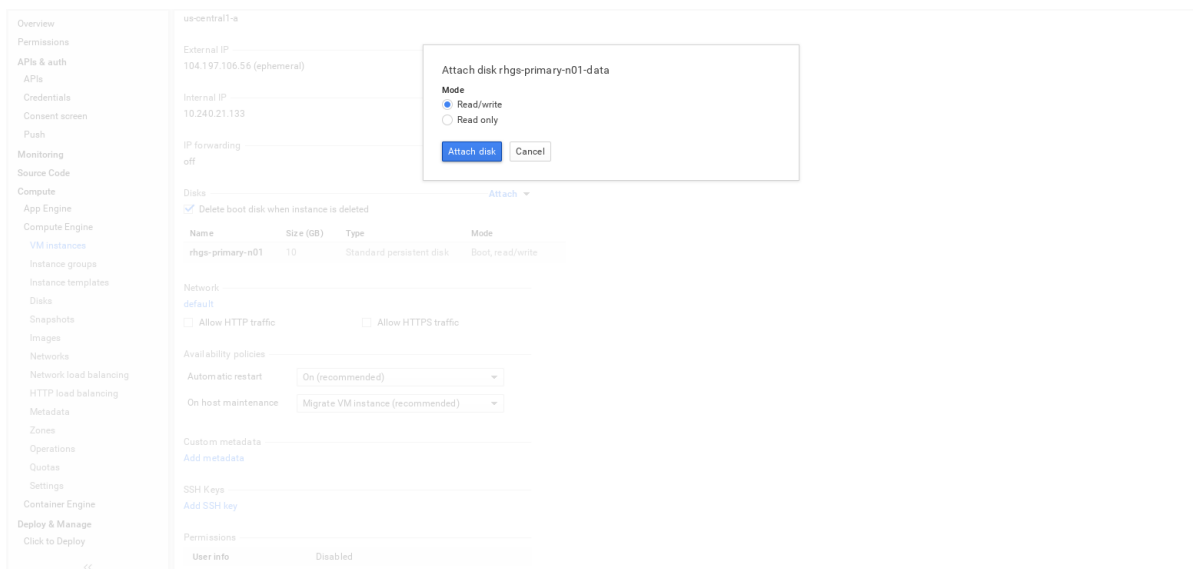 Overview
Permissions
APIs & auth
APIs
Credentials
Consent screen
Push
Monitoring
Source Code
Compute
App Engine
Compute Engine
VM instances
Instance groups
Instance templates
Disks
Snapshots
Images
Networks
Network load balancing
HTTP load balancing
Metadata
Zones
Operations
Quotas
Settings
Container Engine
Deploy & Manage
Click to Deploy
us-central1-a
External IP
104.197.106.56 (ephemeral)
Internal IP
10.240.21.133
IP forwarding
off
Disks Attach
Delete boot disk when instance is deleted
Name Size (GB) Type Mode
rhgs-primary-n01 10 Standard persistent disk Boot, read/write
Network
default
Allow HTTP traffic Allow HTTPS traffic
Availability policies
Automatic restart On (recommended)
On host maintenance Migrate VM instance (recommended)
Custom metadata
Add metadata
SSH Keys
Add SSH key
Permissions
User info Disabled
Attach disk rhgs-primary-n01-data
Mode
Read/write
Read only
Attach disk Cancel